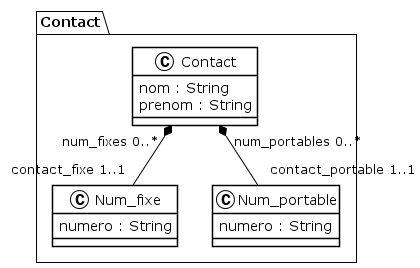 Contact
C Contact
nom : String
prenom : String
num_fixes 0..* num_portables 0..*
contact_fixe 1..1 contact_portable 1..1
C Num_fixe C Num_portable
numero : String numero : String